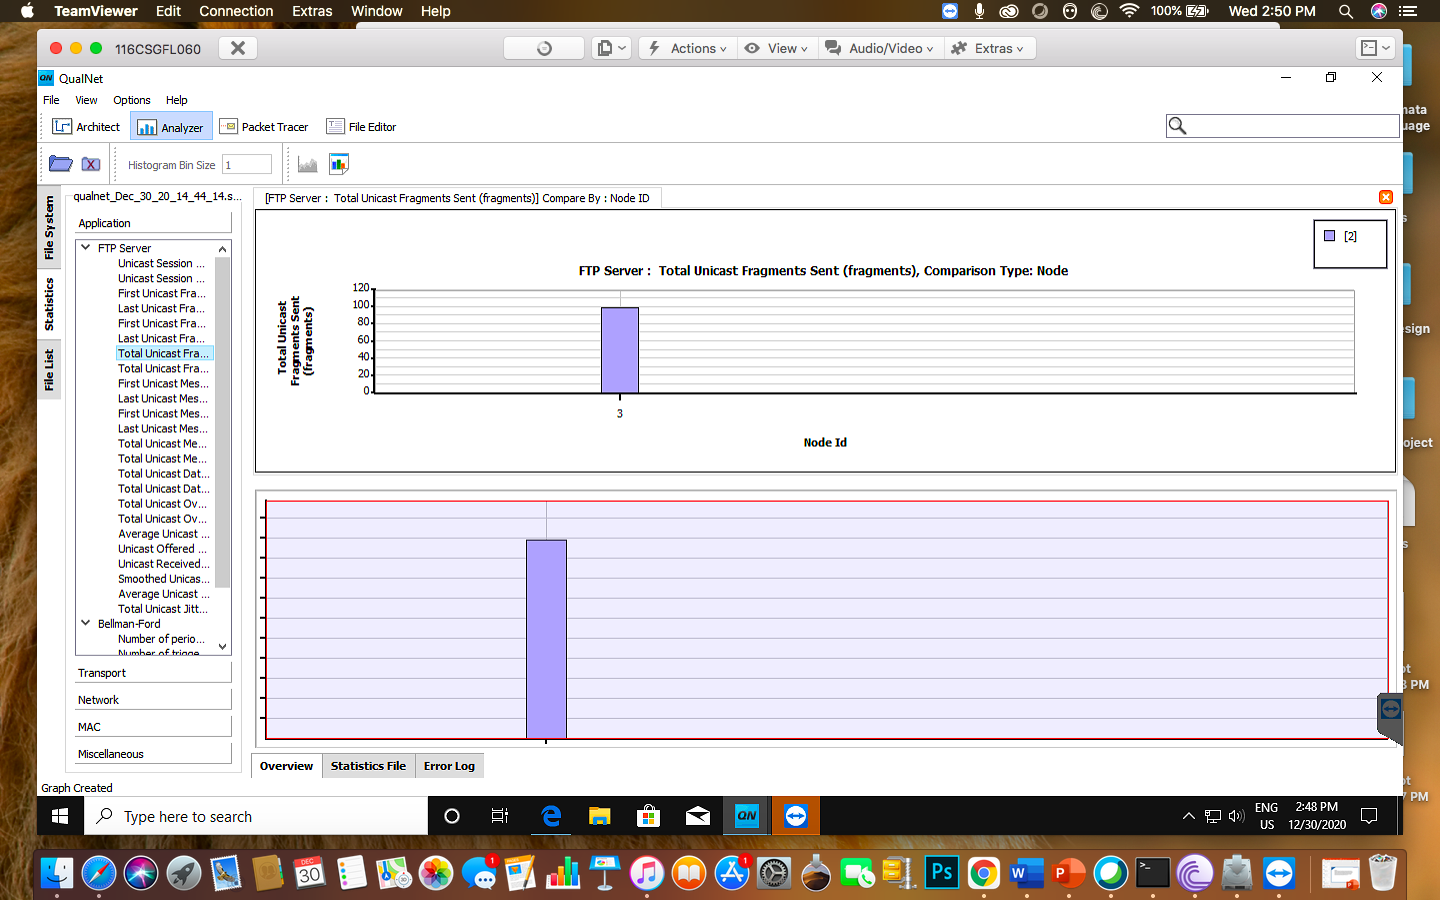 TeamViewer Edit Connection Extras Window Help
100%
Wed 2:50 PM
116CSGFL060
Actions
View
Audio/Video
Extras
QN QualNet
File View Options Help
Architect Analyzer Packet Tracer File Editor
Histogram Bin Size 1
File System
Statistics
File List
qualnet_Dec_30_20_14_44_14.s...
Application
FTP Server
Unicast Session ...
Unicast Session ...
First Unicast Fra...
Last Unicast Fra...
First Unicast Fra...
Last Unicast Fra...
Total Unicast Fra...
Total Unicast Fra...
First Unicast Mes...
Last Unicast Mes...
First Unicast Mes...
Last Unicast Mes...
Total Unicast Me...
Total Unicast Me...
Total Unicast Dat...
Total Unicast Dat...
Total Unicast Ov...
Total Unicast Ov...
Average Unicast ...
Unicast Offered ...
Unicast Received...
Smoothed Unicas...
Average Unicast ...
Total Unicast Jitt...
Bellman-Ford
Number of perio...
Number of trigge
Transport
Network
MAC
Miscellaneous
[FTP Server : Total Unicast Fragments Sent (fragments)] Compare By : Node ID
[2]
FTP Server : Total Unicast Fragments Sent (fragments), Comparison Type: Node
Total Unicast
Fragments Sent
(fragments)
120
100
80
60
40
20
0
3
Node Id
Overview Statistics File Error Log
Graph Created
Type here to search
QN
ENG
US
2:48 PM
12/30/2020
nata
uage
s
esign
oject
s
ot
3 PM
ot
7 PM
DEC
30
1
1
Ps
W
P